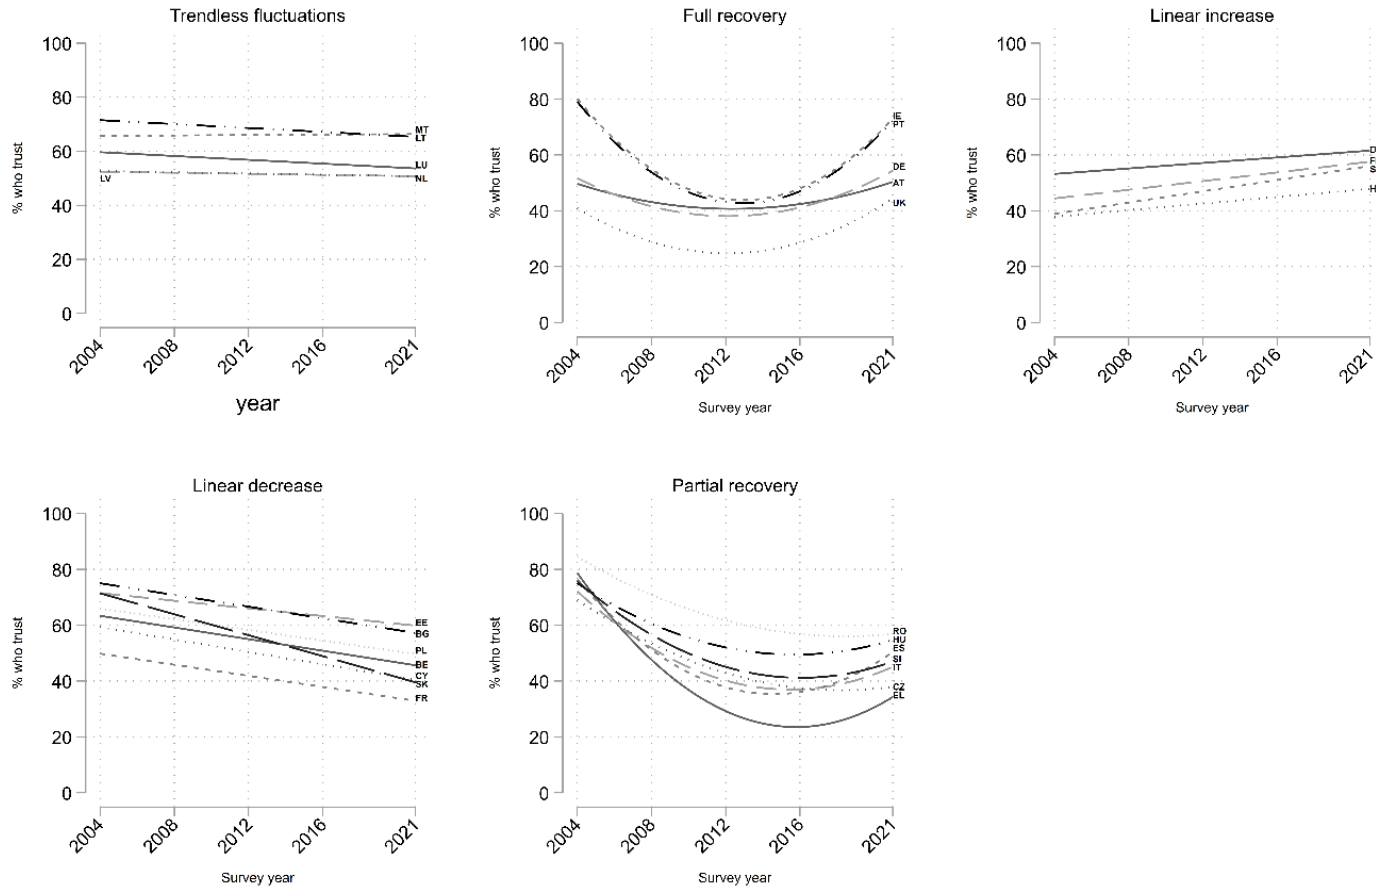 Trendless fluctuations
% who trust
100
80
60
40
20
0
MT
LT
LU
LV
NL
2004
2008
2012
2016
2021
year
Full recovery
% who trust
100
80
60
40
20
0
IE
PT
DE
AT
UK
2004
2008
2012
2016
2021
Survey year
Linear increase
% who trust
100
80
60
40
20
0
D
F
S
H
2004
2008
2012
2016
2021
Survey year
Linear decrease
% who trust
100
80
60
40
20
0
EE
BG
PL
BE
CY
SK
FR
2004
2008
2012
2016
2021
Survey year
Partial recovery
% who trust
100
80
60
40
20
0
RO
HU
ES
SI
IT
CZ
EL
2004
2008
2012
2016
2021
Survey year